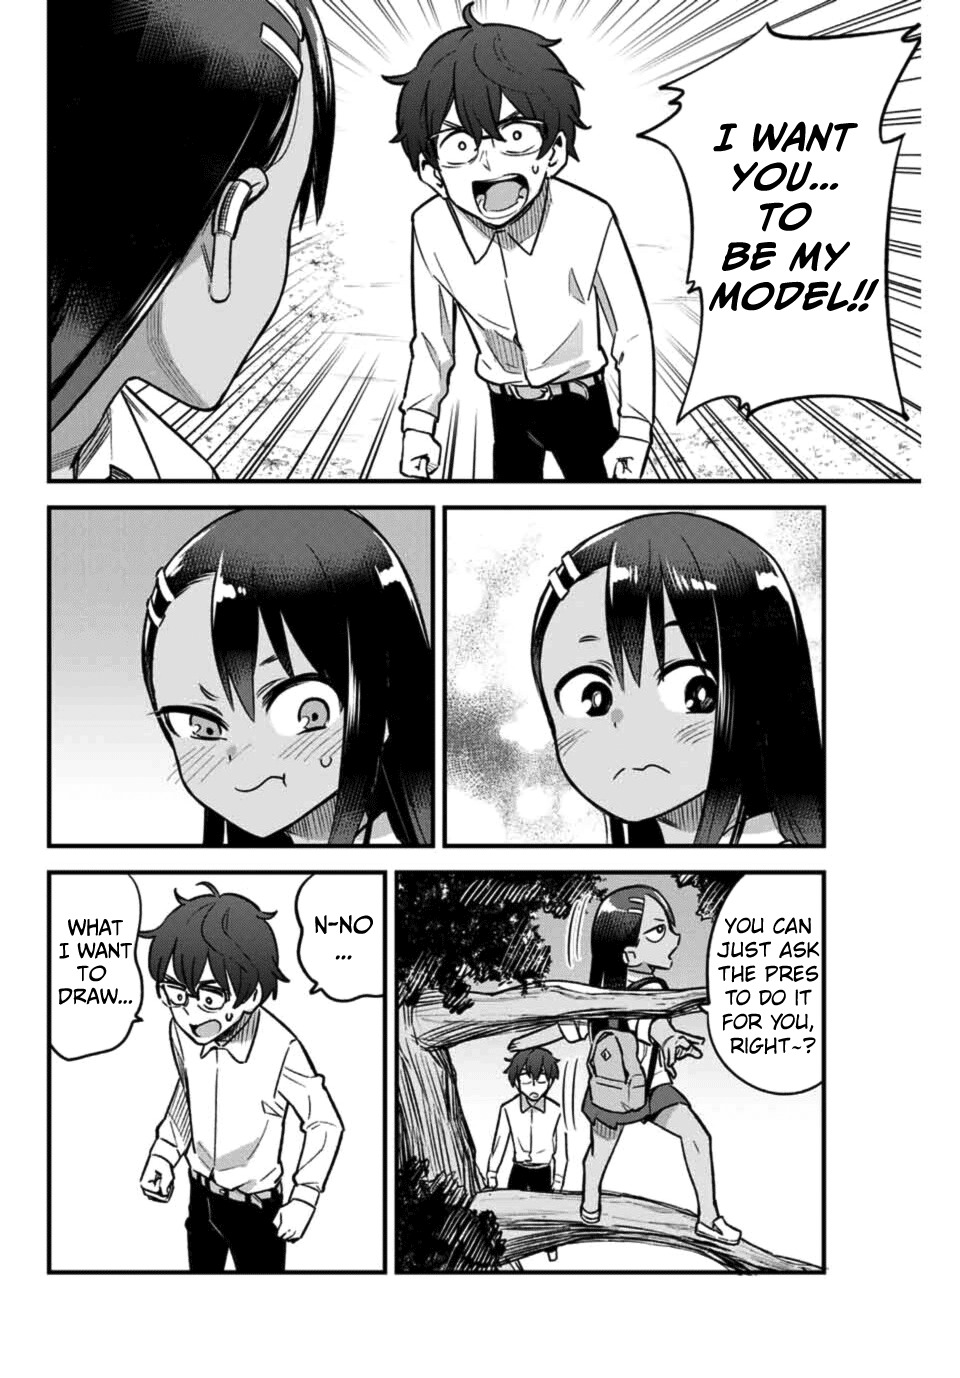 I WANT
YOU...
TO
BE MY
MODEL!!
YOU CAN
JUST ASK
THE PRES
TO DO IT
FOR YOU,
RIGHT~?
N-NO
...
WHAT
I WANT
TO
DRAW...